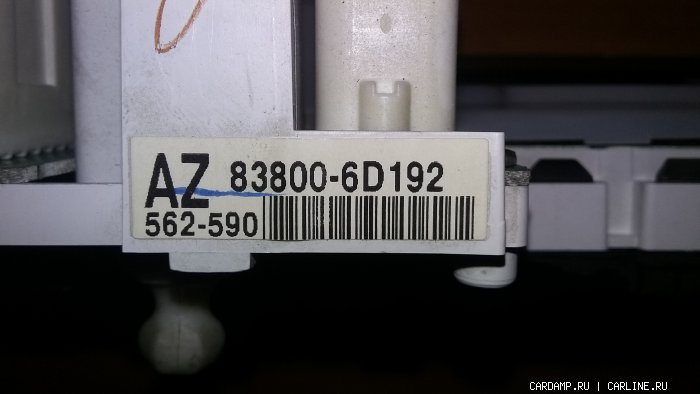 AZ 83800-6D192
562-590
CARDAMP.RU | CARLINE.RU